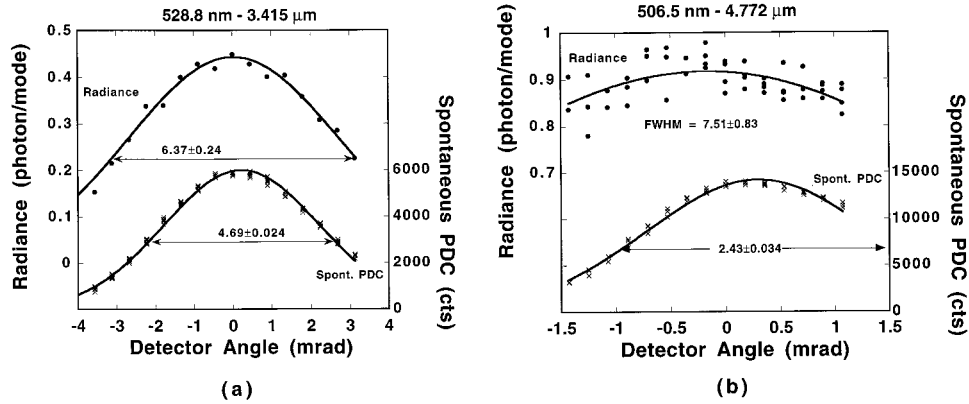 528.8 nm - 3.415 μm
Radiance (photon/mode)
0.5
0.4
0.3
0.2
0.1
0
Radiance
6.37±0.24
4.69±0.024
Spont. PDC
6000
4000
2000
0
Spontaneous PDC (cts)
-4 -3 -2 -1 0 1 2 3 4
Detector Angle (mrad)
(a)
506.5 nm - 4.772 μm
Radiance (photon/mode)
1
0.9
0.8
0.7
Radiance
FWHM = 7.51±0.83
Spont. PDC
2.43±0.034
15000
10000
5000
0
Spontaneous PDC (cts)
-1.5 -1 -0.5 0 0.5 1 1.5
Detector Angle (mrad)
(b)